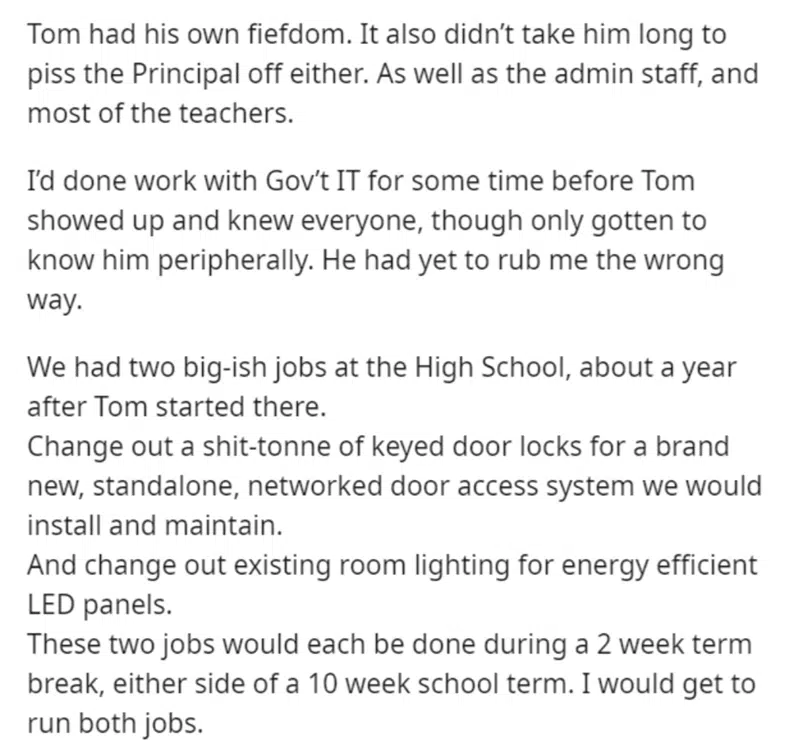 Tom had his own fiefdom. It also didn't take him long to
piss the Principal off either. As well as the admin staff, and
most of the teachers.
I'd done work with Gov't IT for some time before Tom
showed up and knew everyone, though only gotten to
know him peripherally. He had yet to rub me the wrong
way.
We had two big-ish jobs at the High School, about a year
after Tom started there.
Change out a shit-tonne of keyed door locks for a brand
new, standalone, networked door access system we would
install and maintain.
And change out existing room lighting for energy efficient
LED panels.
These two jobs would each be done during a 2 week term
break, either side of a 10 week school term. I would get to
run both jobs.